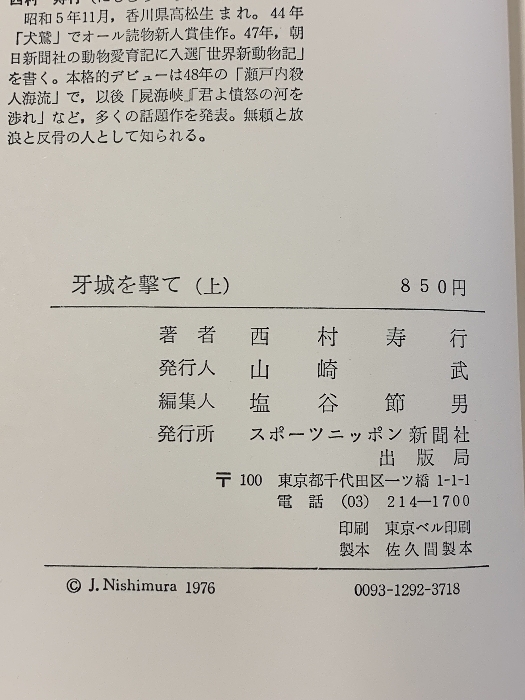 昭和5年11月，香川県高松生まれ。44年
「犬鷲」でオール読物新人賞佳作。47年，朝
日新聞社の動物愛育記に入選「世界新動物記」
を書く。本格的デビューは48年の「瀬戸内殺
人海流」で，以後「屍海峡」『君よ憤怒の河を
渉れ」など，多くの話題作を発表。無頼と放
浪と反骨の人として知られる。
牙城を撃て（上） 850円
著者 西村寿行
発行人 山崎武
編集人 塩谷節男
発行所 スポーツニッポン新聞社
出版局
〒100 東京都千代田区一ツ橋 1-1-1
電話 (03) 214—1700
印刷 東京ベル印刷
製本 佐久間製本
© J. Nishimura 1976 0093-1292-3718